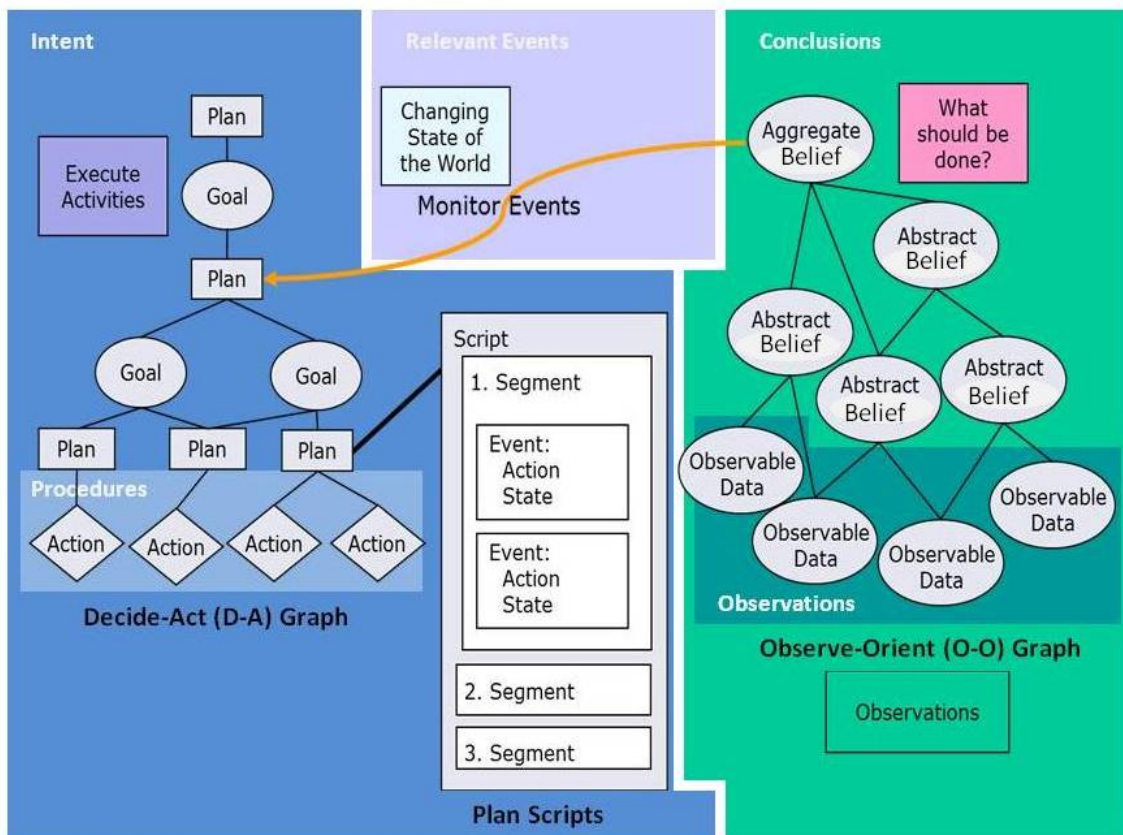 Intent
Plan
Execute
Activities
Goal
Plan
Goal
Goal
Plan
Plan
Plan
Procedures
Action
Action
Action
Action
Decide-Act (D-A) Graph
Relevant Events
Changing
State of
the World
Monitor Events
Script
1. Segment
Event:
Action
State
Event:
Action
State
2. Segment
3. Segment
Plan Scripts
Conclusions
Aggregate
Belief
What
should be
done?
Abstract
Belief
Abstract
Belief
Abstract
Belief
Abstract
Belief
Observable
Data
Observable
Data
Observable
Data
Observable
Data
Observations
Observe-Orient (O-O) Graph
Observations